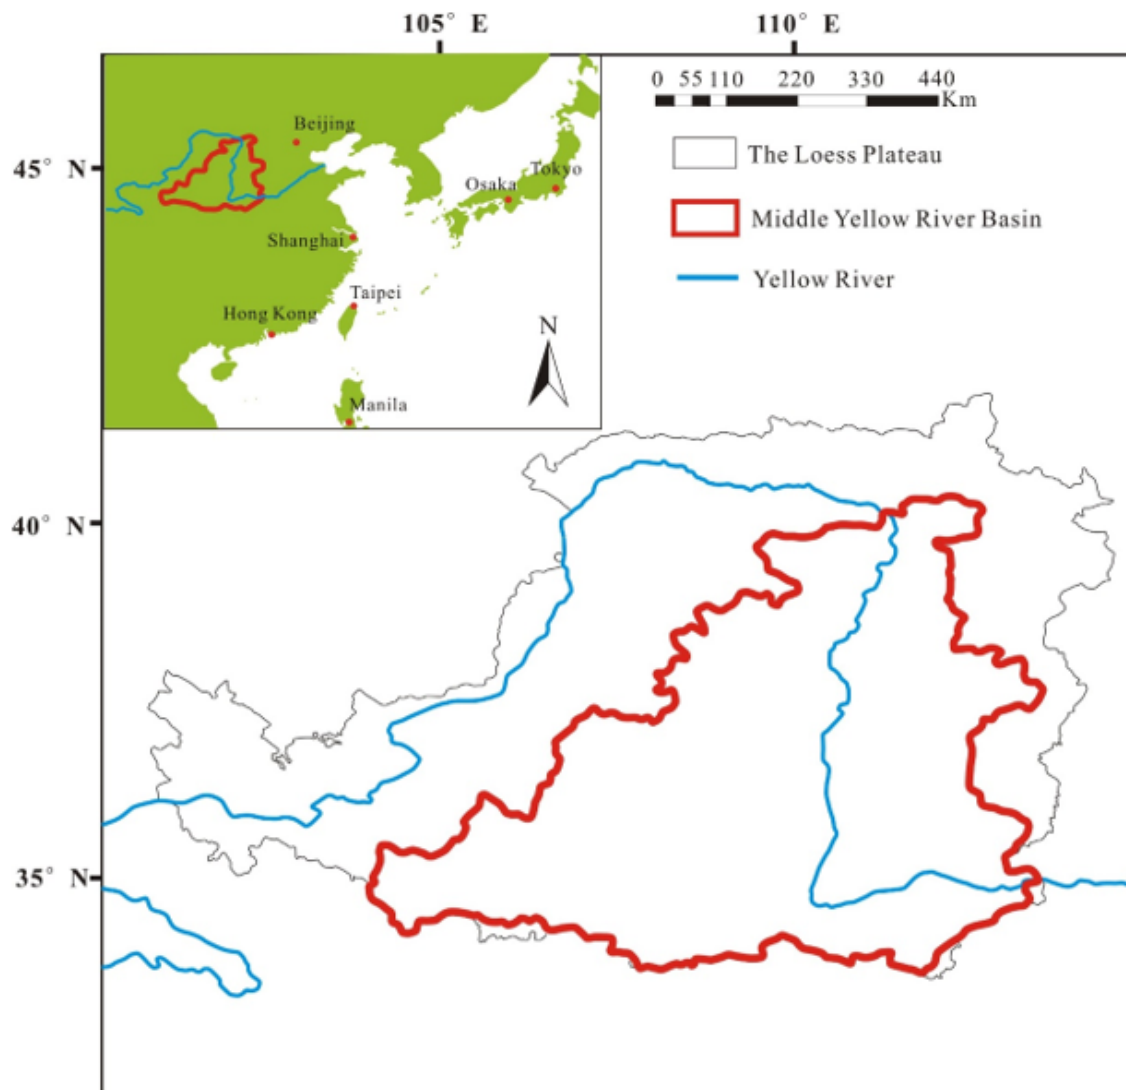 105° E 110° E
0 55 110 220 330 440
Km
45° N
40° N
35° N
Beijing
Tokyo
Osaka
Shanghai
Taipei
Hong Kong
Manila
N
The Loess Plateau
Middle Yellow River Basin
Yellow River